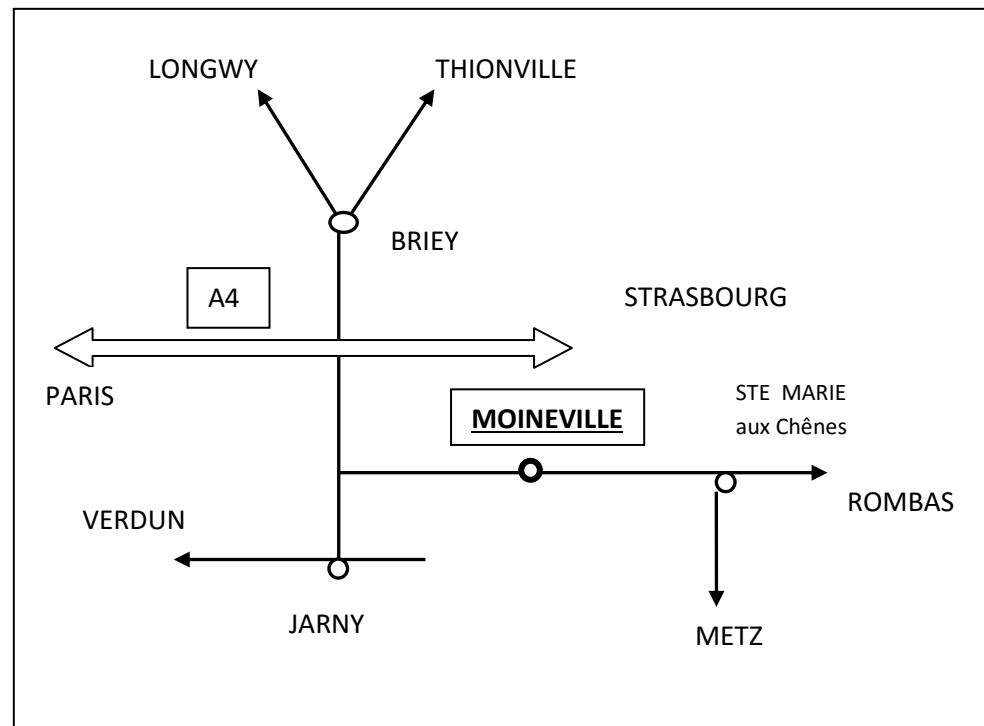 LONGWY
THIONVILLE
BRIEY
A4
STRASBOURG
PARIS
STE MARIE
aux Chênes
MOINEVILLE
ROMBAS
VERDUN
JARNY
METZ